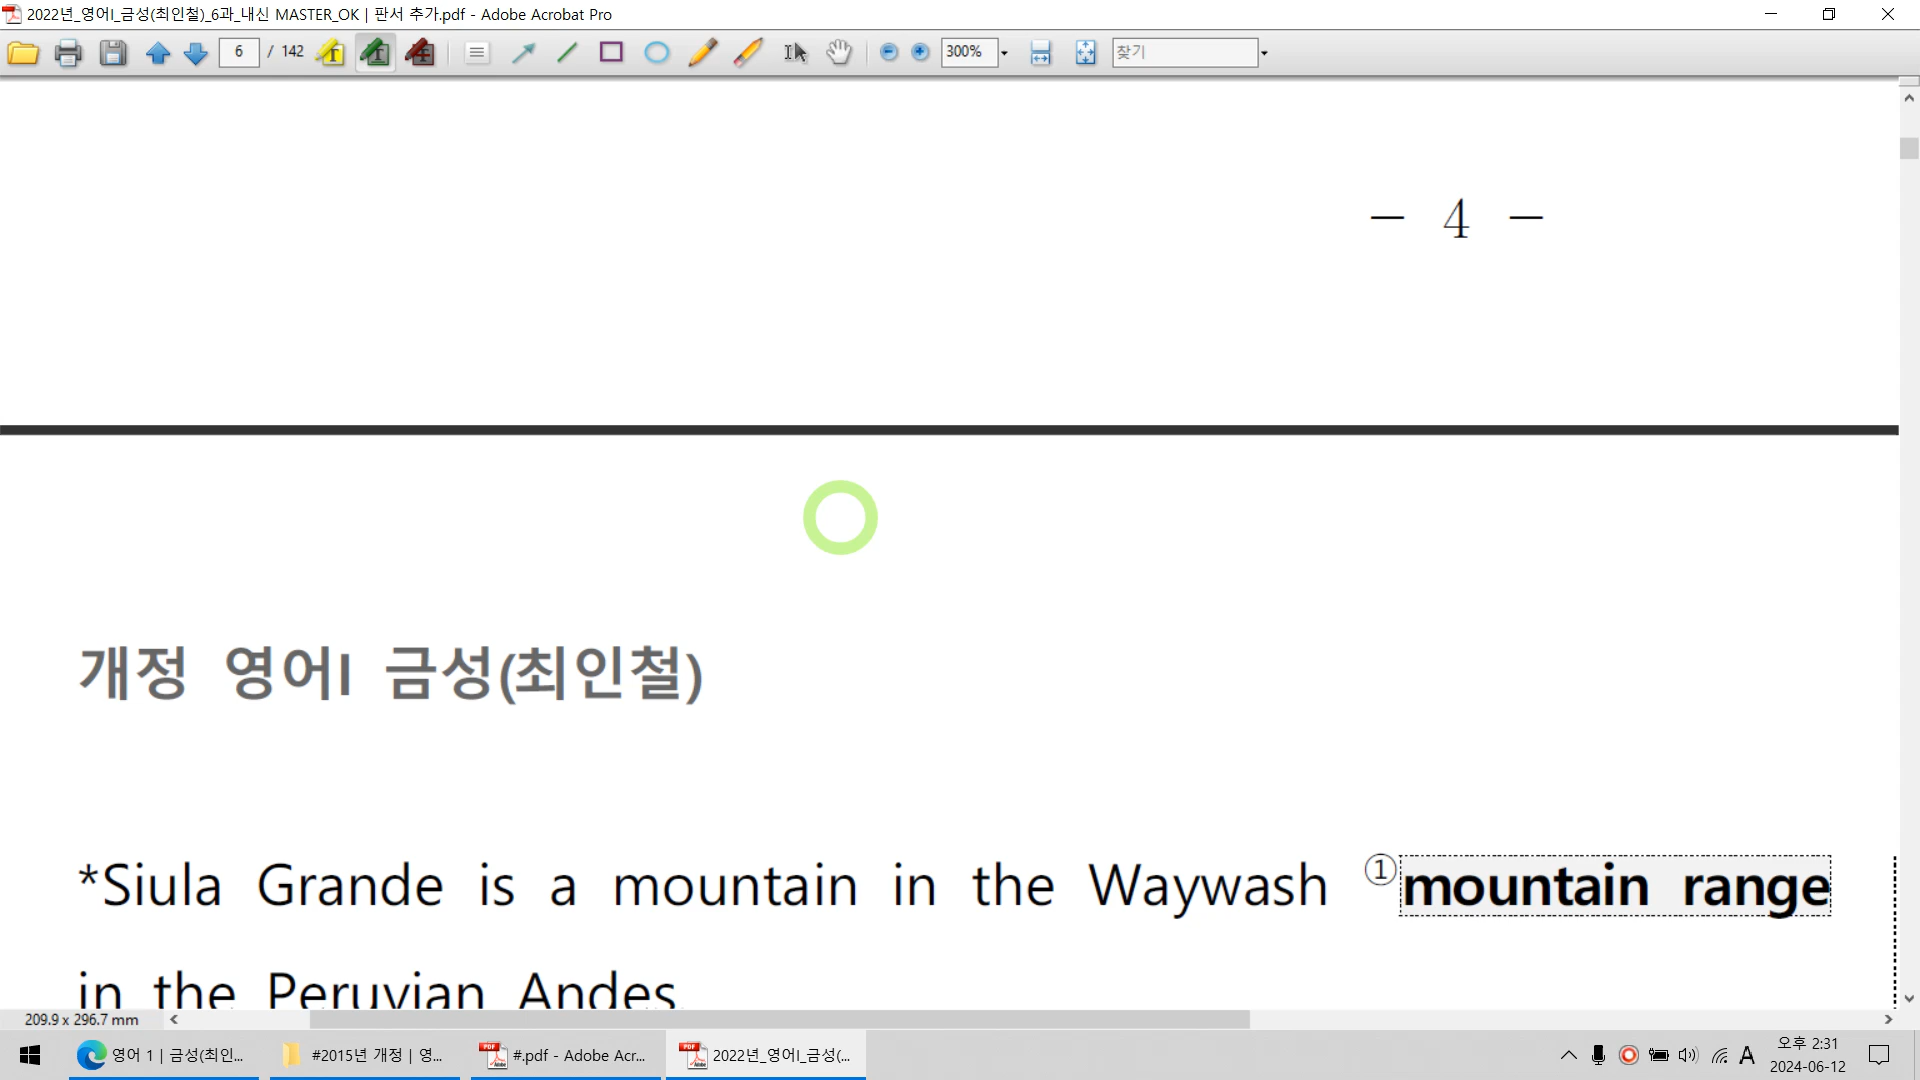 2022년_영어I_금성(최인철)_6과_내신 MASTER_OK | 판서 추가.pdf - Adobe Acrobat Pro
6 / 142 300% 찾기
- 4 -
개정 영어I 금성(최인철)
*Siula Grande is a mountain in the Waywash ①mountain range
in the Peruvian Andes.
209.9 x 296.7 mm
영어 1 | 금성(최인... #2015년 개정 | 영... #.pdf - Adobe Acr... 2022년_영어I_금성(... A 오후 2:31
2024-06-12